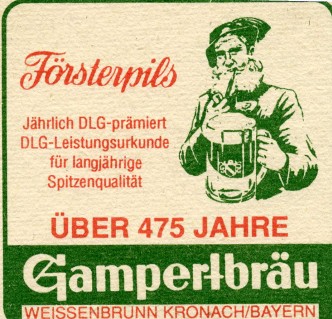 Försterpils
Jährlich DLG-prämiert
DLG-Leistungsurkunde
für langjährige
Spitzenqualität
ÜBER 475 JAHRE
Gampertbräu
WEISSENBRUNN KRONACH/BAYERN